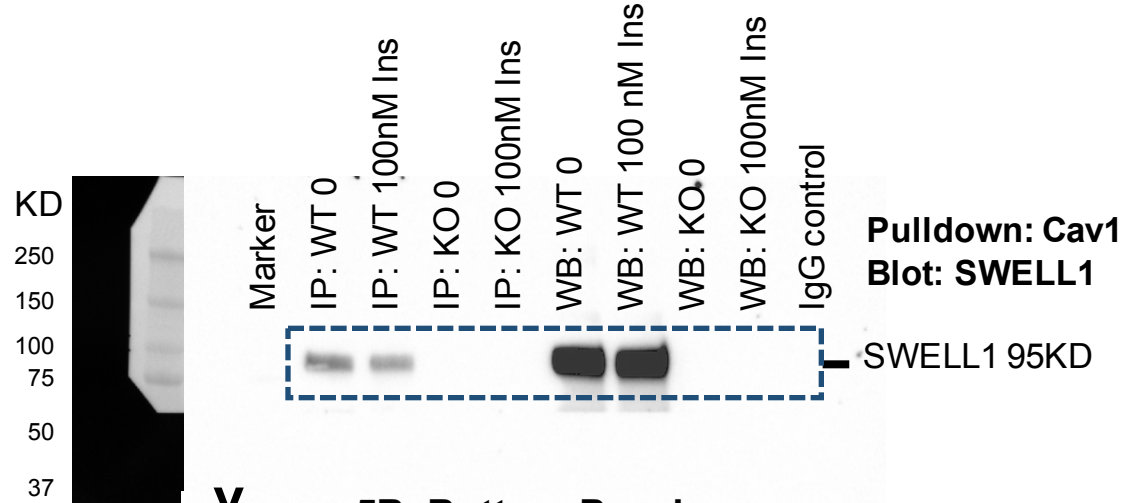 KD
250
150
100
75
50
37
Marker
IP: WT 0
IP: WT 100nM Ins
IP: KO 0
IP: KO 100nM Ins
WB: WT 0
WB: WT 100 nM Ins
WB: KO 0
WB: KO 100nM Ins
IgG control
Pulldown: Cav1
Blot: SWELL1
SWELL1 95KD